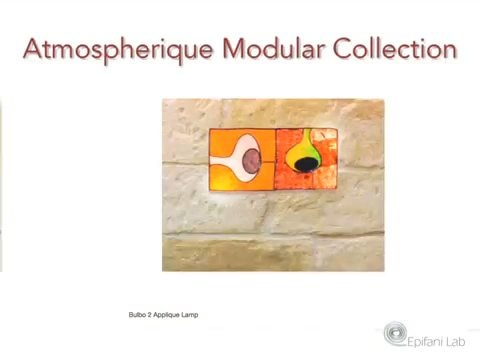 Atmospherique Modular Collection
Bulbo 2 Applique Lamp
Epifani Lab